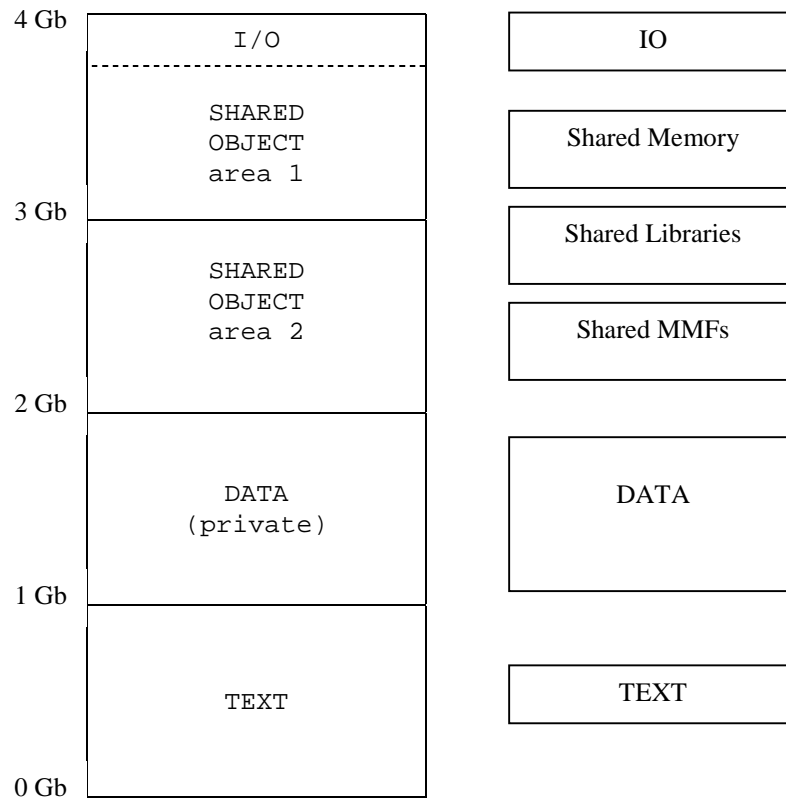 4 Gb
I/O
IO
SHARED
OBJECT
area 1
Shared Memory
3 Gb
Shared Libraries
SHARED
OBJECT
area 2
Shared MMFs
2 Gb
DATA
(private)
DATA
1 Gb
TEXT
TEXT
0 Gb